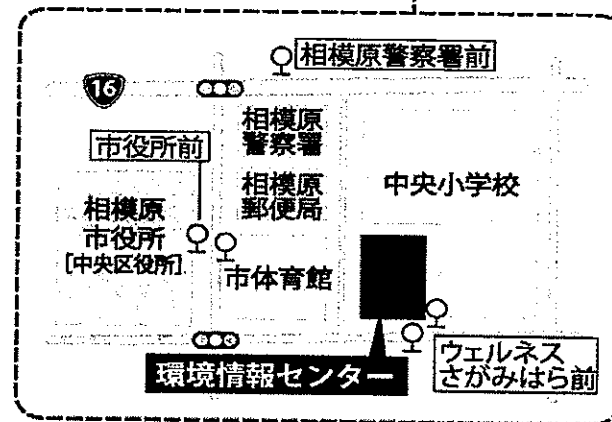 相模原警察署前
16
市役所前
相模原
警察署
相模原
郵便局
中央小学校
相模原
市役所
[中央区役所]
市体育館
環境情報センター
ウェルネス
さがみはら前